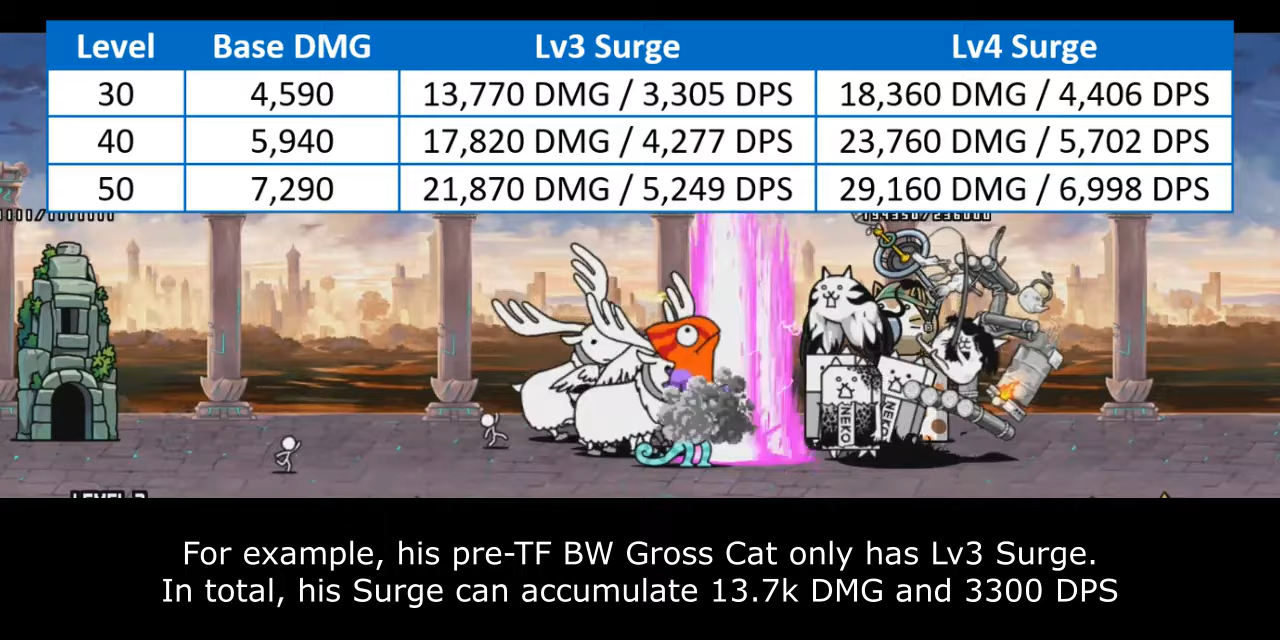 Level Base DMG Lv3 Surge Lv4 Surge
30 4,590 13,770 DMG / 3,305 DPS 18,360 DMG / 4,406 DPS
40 5,940 17,820 DMG / 4,277 DPS 23,760 DMG / 5,702 DPS
50 7,290 21,870 DMG / 5,249 DPS 29,160 DMG / 6,998 DPS
NEKO NEKO
For example, his pre-TF BW Gross Cat only has Lv3 Surge.
In total, his Surge can accumulate 13.7k DMG and 3300 DPS